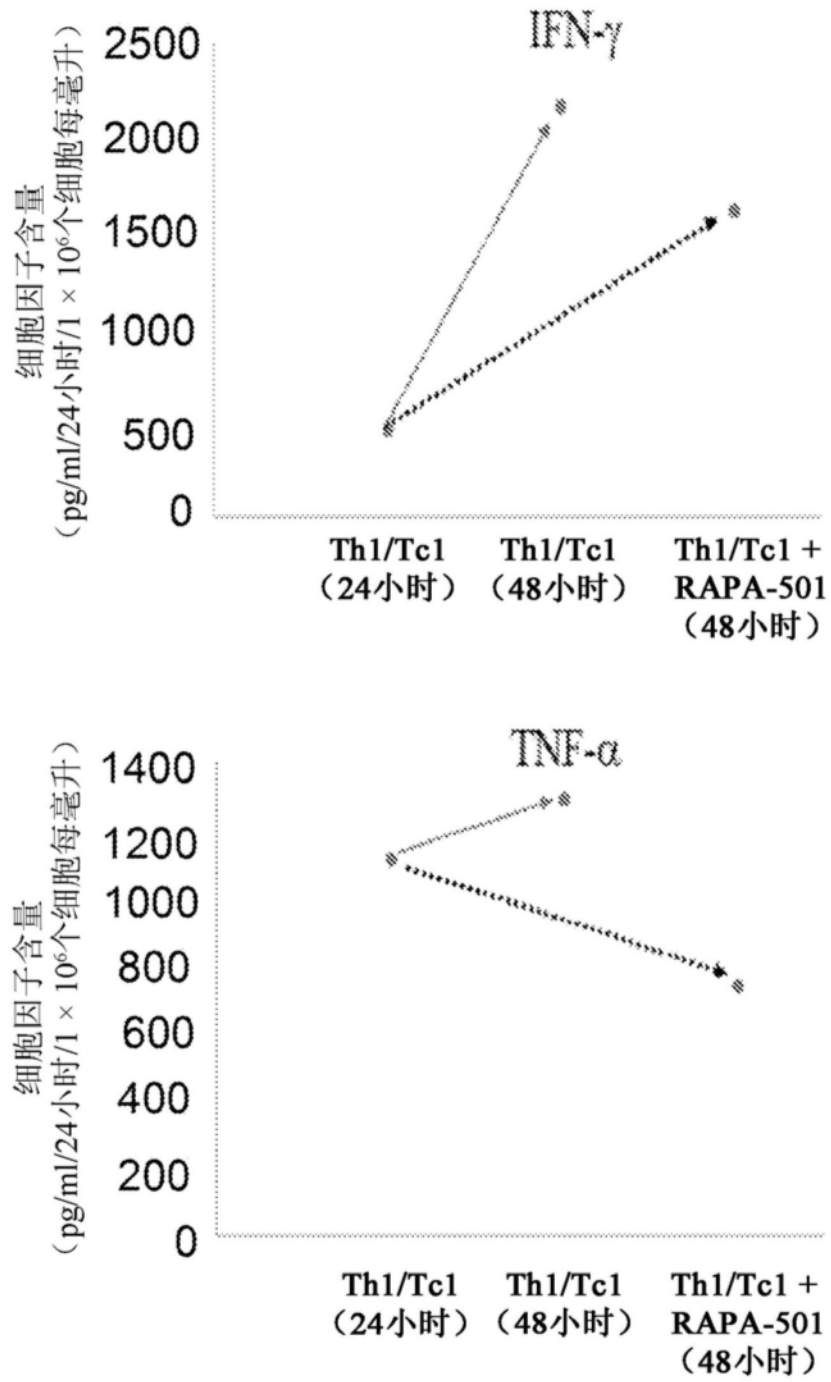 IFN-γ
细胞因子含量
（pg/ml/24小时/1 × 10⁶个细胞每毫升）
2500
2000
1500
1000
500
0
Th1/Tc1
（24小时）
Th1/Tc1
（48小时）
Th1/Tc1 +
RAPA-501
（48小时）
TNF-α
细胞因子含量
（pg/ml/24小时/1 × 10⁶个细胞每毫升）
1400
1200
1000
800
600
400
200
0
Th1/Tc1
（24小时）
Th1/Tc1
（48小时）
Th1/Tc1 +
RAPA-501
（48小时）